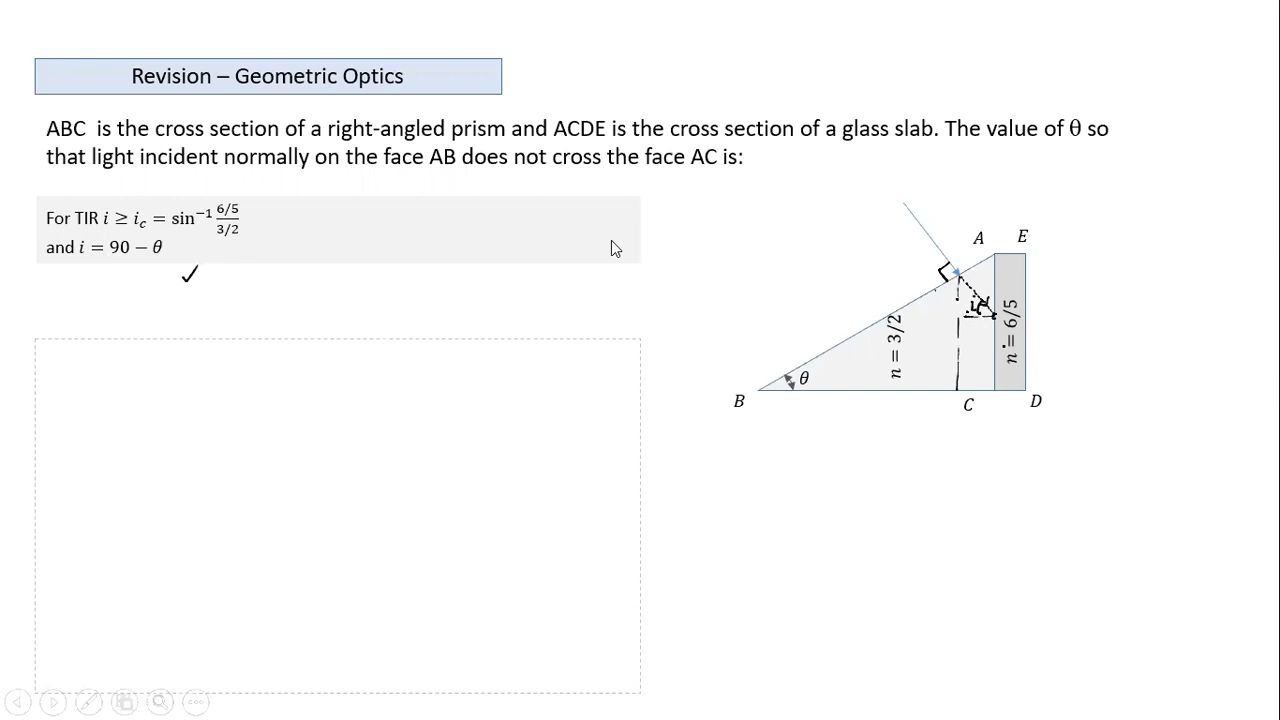 Revision – Geometric Optics
ABC is the cross section of a right-angled prism and ACDE is the cross section of a glass slab. The value of θ so
that light incident normally on the face AB does not cross the face AC is:
For TIR i ≥ i_c = sin⁻¹ (6/5)/(3/2)
and i = 90 − θ
A E
n = 3/2
n = 6/5
θ
B C D